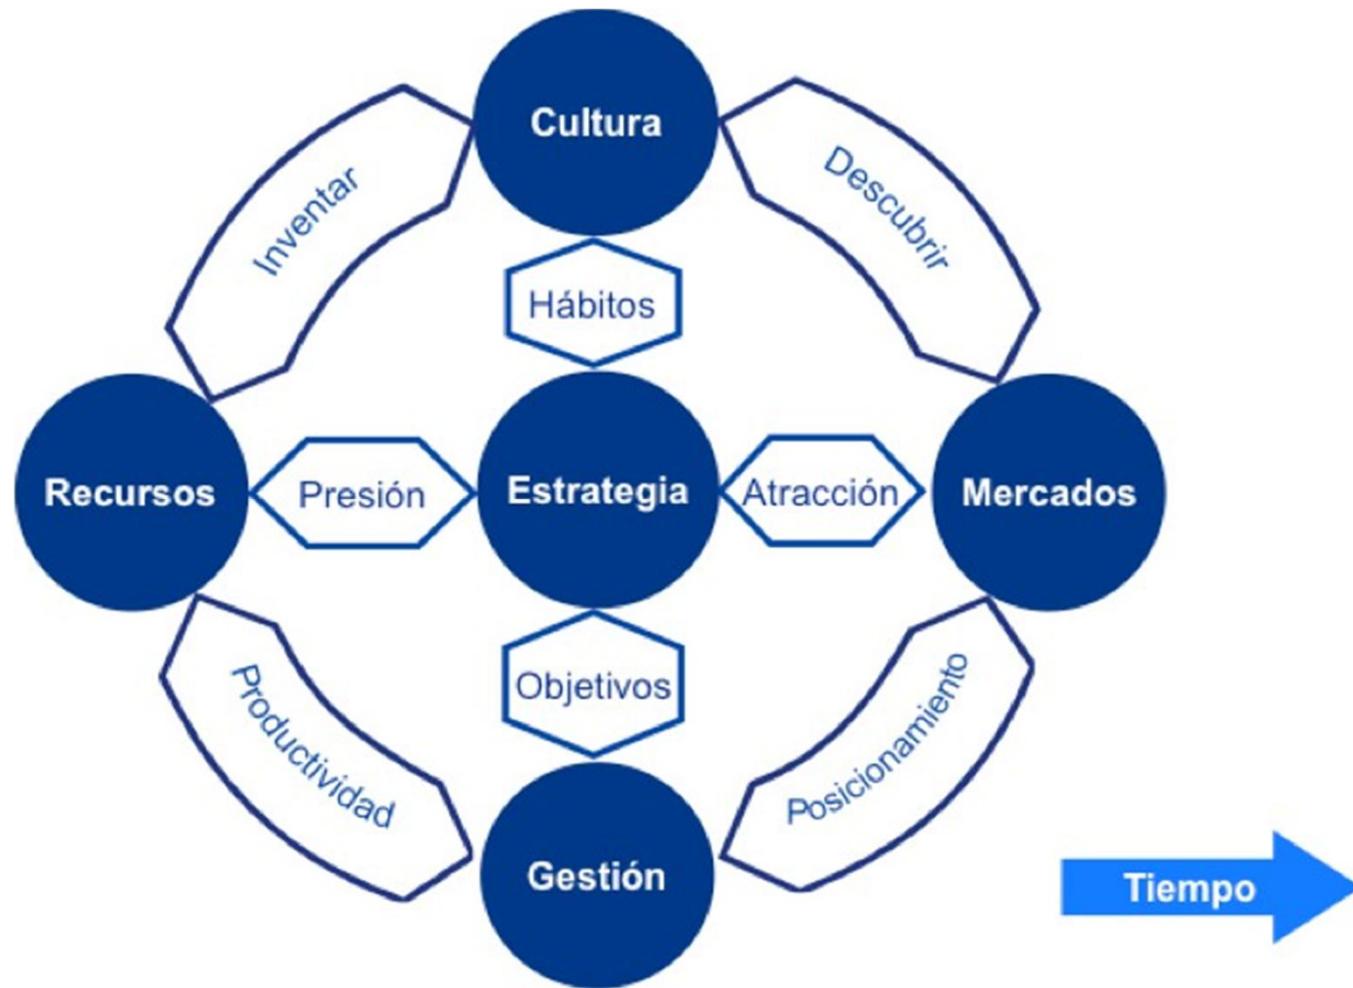 Cultura
Inventar
Descubrir
Hábitos
Recursos
Presión
Estrategia
Atracción
Mercados
Objetivos
Productividad
Posicionamiento
Gestión
Tiempo